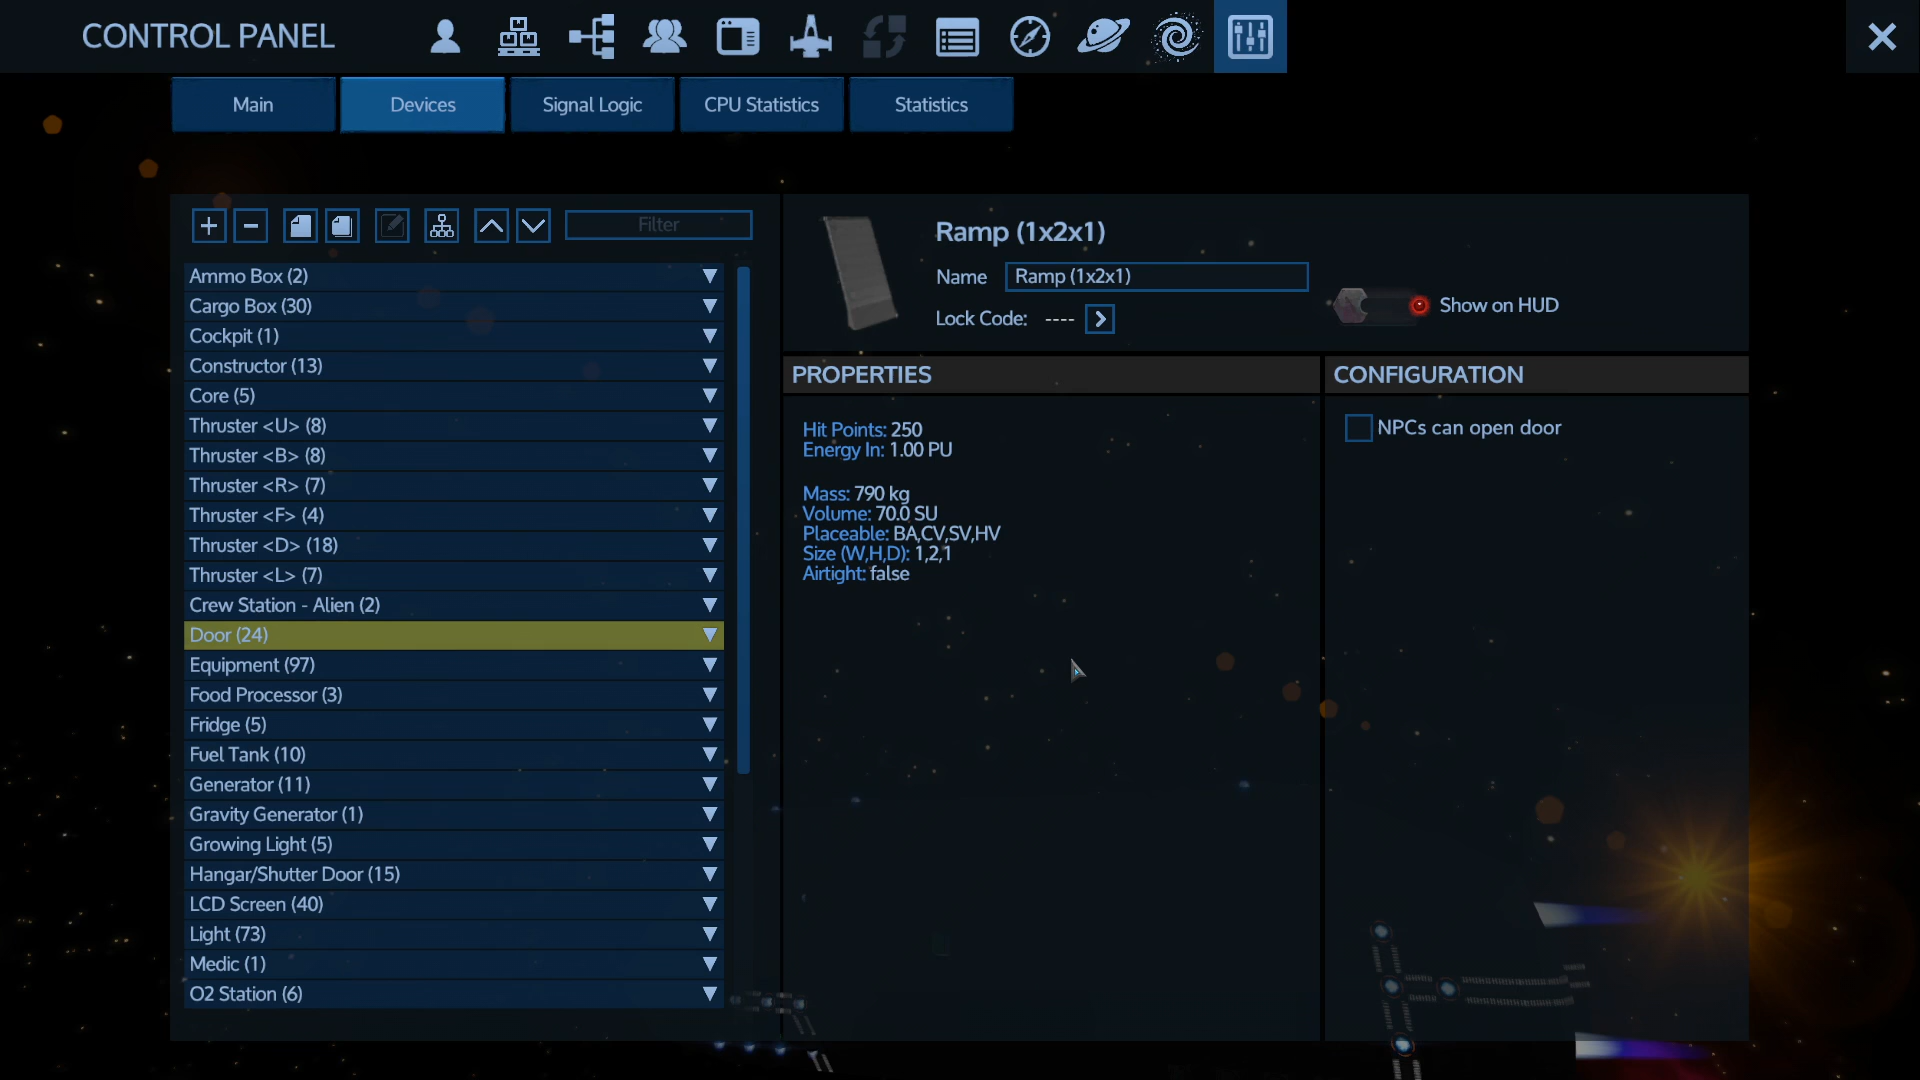 CONTROL PANEL
Main
Devices
Signal Logic
CPU Statistics
Statistics
Filter
Ammo Box (2)
Cargo Box (30)
Cockpit (1)
Constructor (13)
Core (5)
Thruster <U> (8)
Thruster <B> (8)
Thruster <R> (7)
Thruster <F> (4)
Thruster <D> (18)
Thruster <L> (7)
Crew Station - Alien (2)
Door (24)
Equipment (97)
Food Processor (3)
Fridge (5)
Fuel Tank (10)
Generator (11)
Gravity Generator (1)
Growing Light (5)
Hangar/Shutter Door (15)
LCD Screen (40)
Light (73)
Medic (1)
O2 Station (6)
Ramp (1x2x1)
Name Ramp (1x2x1)
Lock Code: ----
Show on HUD
PROPERTIES
Hit Points: 250
Energy In: 1.00 PU
Mass: 790 kg
Volume: 70.0 SU
Placeable: BA,CV,SV,HV
Size (W,H,D): 1,2,1
Airtight: false
CONFIGURATION
NPCs can open door